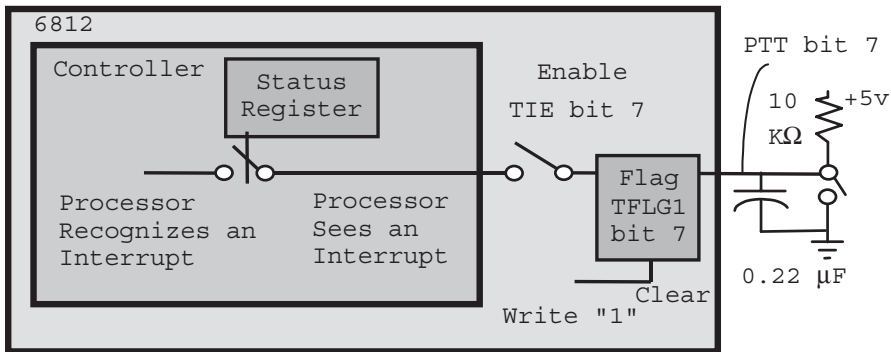 6812
Controller
Status
Register
Processor
Recognizes an
Interrupt
Processor
Sees an
Interrupt
Enable
TIE bit 7
Flag
TFLG1
bit 7
Clear
Write "1"
PTT bit 7
10
KΩ
+5v
0.22 µF